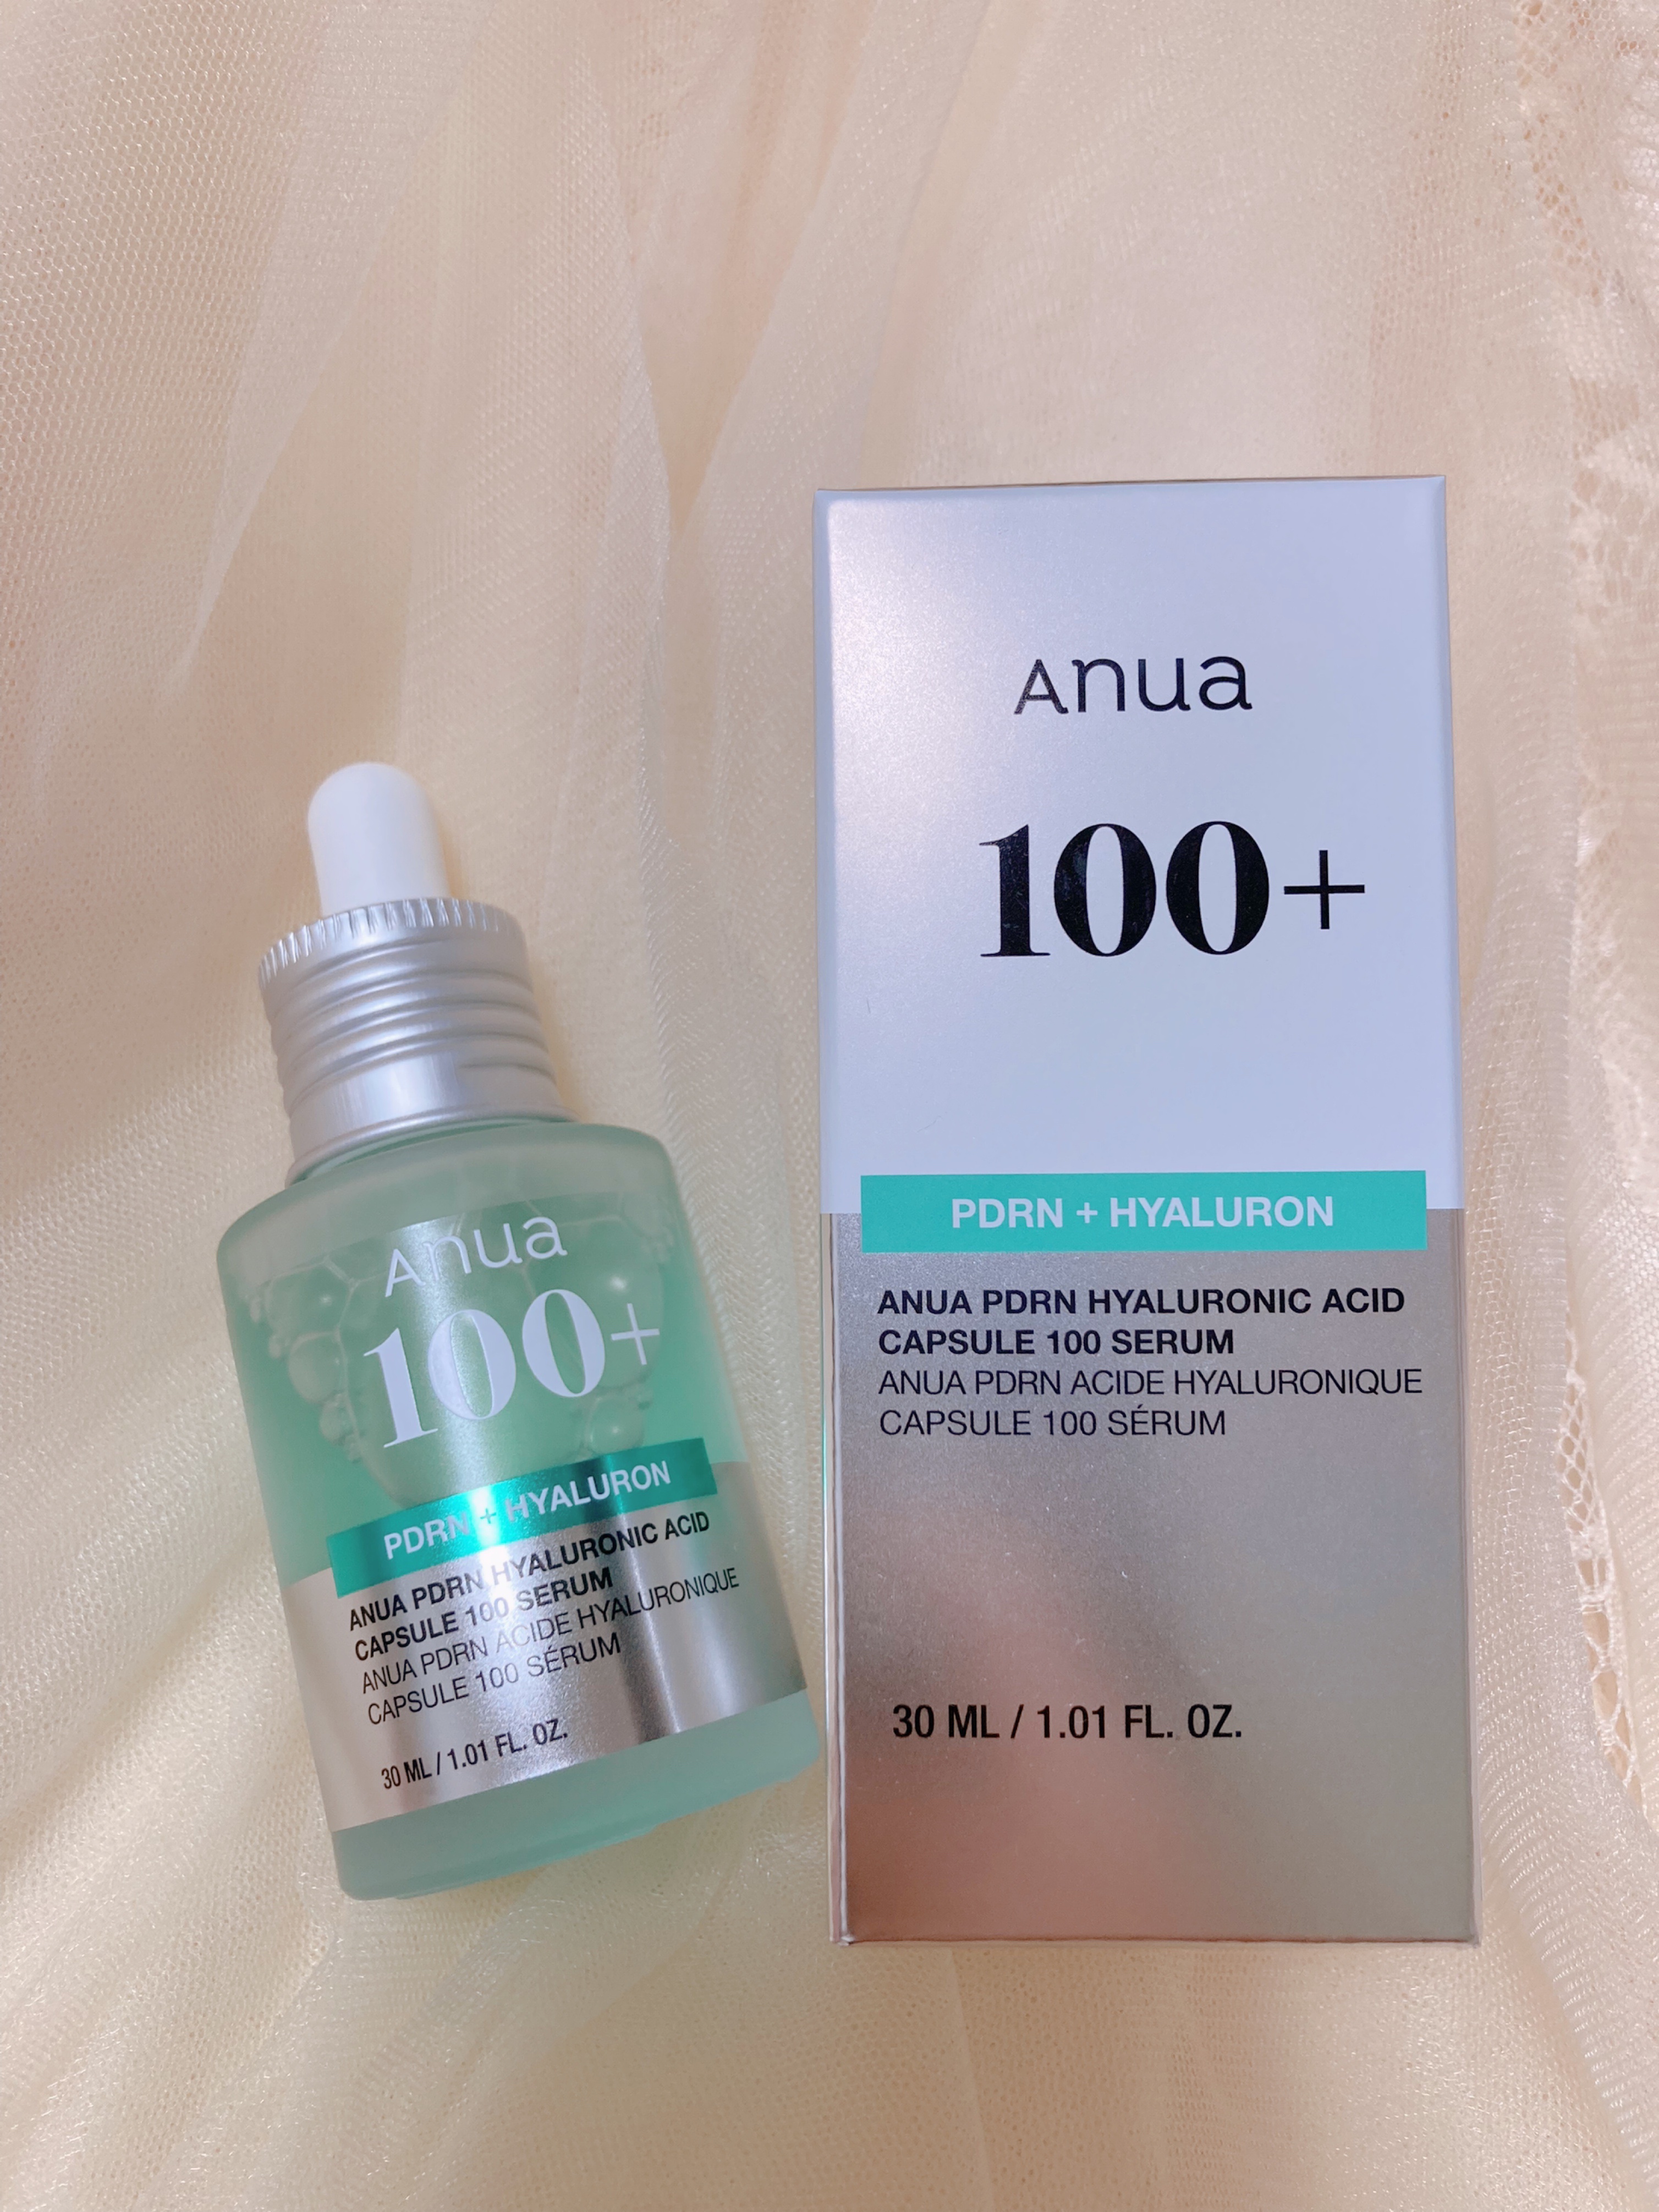 Anua
100+
PDRN + HYALURON
ANUA PDRN HYALURONIC ACID
CAPSULE 100 SERUM
ANUA PDRN ACIDE HYALURONIQUE
CAPSULE 100 SÉRUM
30 ML / 1.01 FL. OZ.
Anua
100+
PDRN + HYALURON
ANUA PDRN HYALURONIC ACID
CAPSULE 100 SERUM
ANUA PDRN ACIDE HYALURONIQUE
CAPSULE 100 SÉRUM
30 ML / 1.01 FL. OZ.